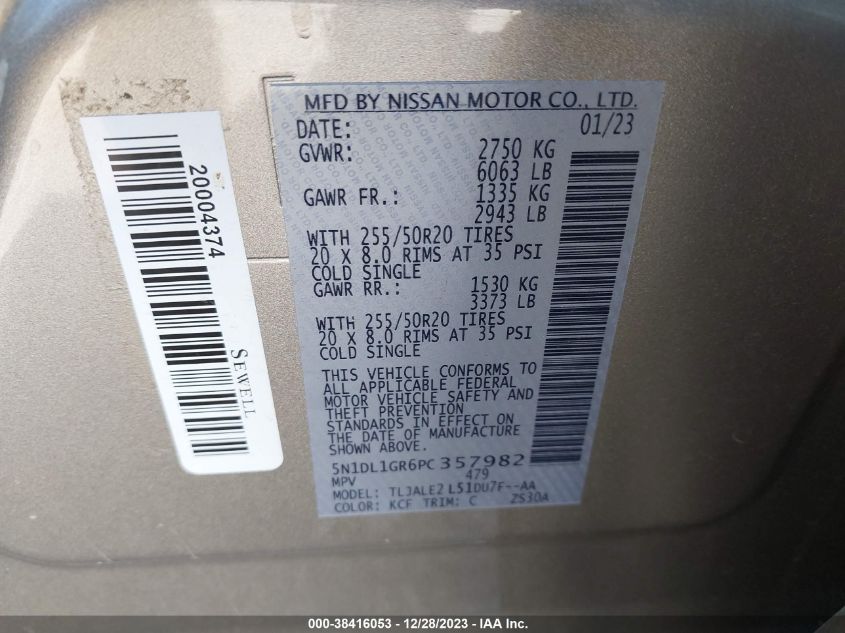 MFD BY NISSAN MOTOR CO., LTD.
DATE: 01/23
GVWR: 2750 KG
6063 LB
GAWR FR.: 1335 KG
2943 LB
WITH 255/50R20 TIRES
20 X 8.0 RIMS AT 35 PSI
COLD SINGLE
GAWR RR.: 1530 KG
3373 LB
WITH 255/50R20 TIRES
20 X 8.0 RIMS AT 35 PSI
COLD SINGLE
THIS VEHICLE CONFORMS TO
ALL APPLICABLE FEDERAL
MOTOR VEHICLE SAFETY AND
THEFT PREVENTION
STANDARDS IN EFFECT ON
THE DATE OF MANUFACTURE
SHOWN ABOVE.
5N1DL1GR6PC357982
MPV 479
MODEL: TLJALE2 L51DU7F--AA
COLOR: KCF TRIM: C ZS30A
20004374
SEWELL
000-38416053 - 12/28/2023 - IAAI Inc.